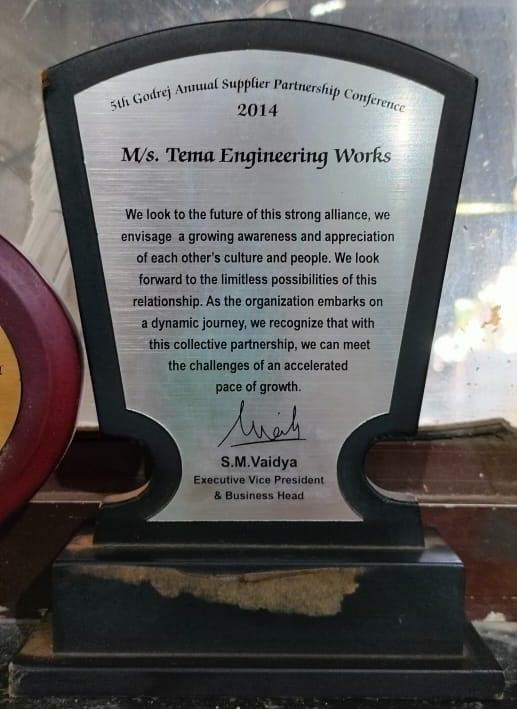 5th Godrej Annual Supplier Partnership Conference
2014
M/s. Tema Engineering Works
We look to the future of this strong alliance, we
envisage a growing awareness and appreciation
of each other's culture and people. We look
forward to the limitless possibilities of this
relationship. As the organization embarks on
a dynamic journey, we recognize that with
this collective partnership, we can meet
the challenges of an accelerated
pace of growth.
S.M.Vaidya
Executive Vice President
& Business Head